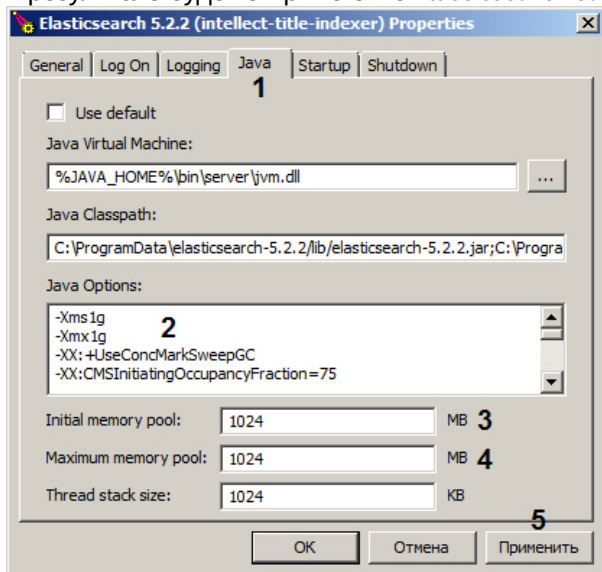 Elasticsearch 5.2.2 (intellect-title-indexer) Properties
General Log On Logging Java Startup Shutdown
1
Use default
Java Virtual Machine:
%JAVA_HOME%\bin\server\jvm.dll ...
Java Classpath:
C:\ProgramData\elasticsearch-5.2.2/lib/elasticsearch-5.2.2.jar;C:\Progra
Java Options:
-Xms1g
-Xmx1g 2
-XX:+UseConcMarkSweepGC
-XX:CMSInitiatingOccupancyFraction=75
Initial memory pool: 1024 MB 3
Maximum memory pool: 1024 MB 4
Thread stack size: 1024 KB
5
OK Отмена Применить